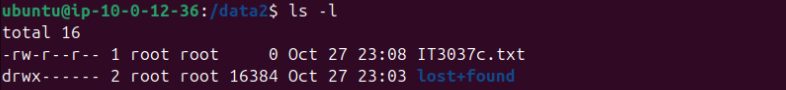 ubuntu@ip-10-0-12-36:/data2$ ls -l
total 16
-rw-r--r-- 1 root root     0 Oct 27 23:08 IT3037c.txt
drwx------ 2 root root 16384 Oct 27 23:03 lost+found